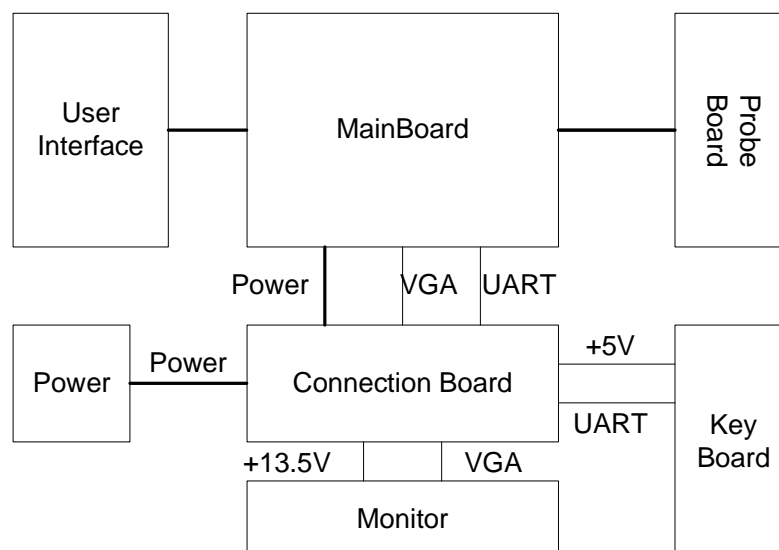 User
Interface
MainBoard
Probe
Board
Power
VGA
UART
Power
Power
Connection Board
+5V
UART
Key
Board
+13.5V
VGA
Monitor